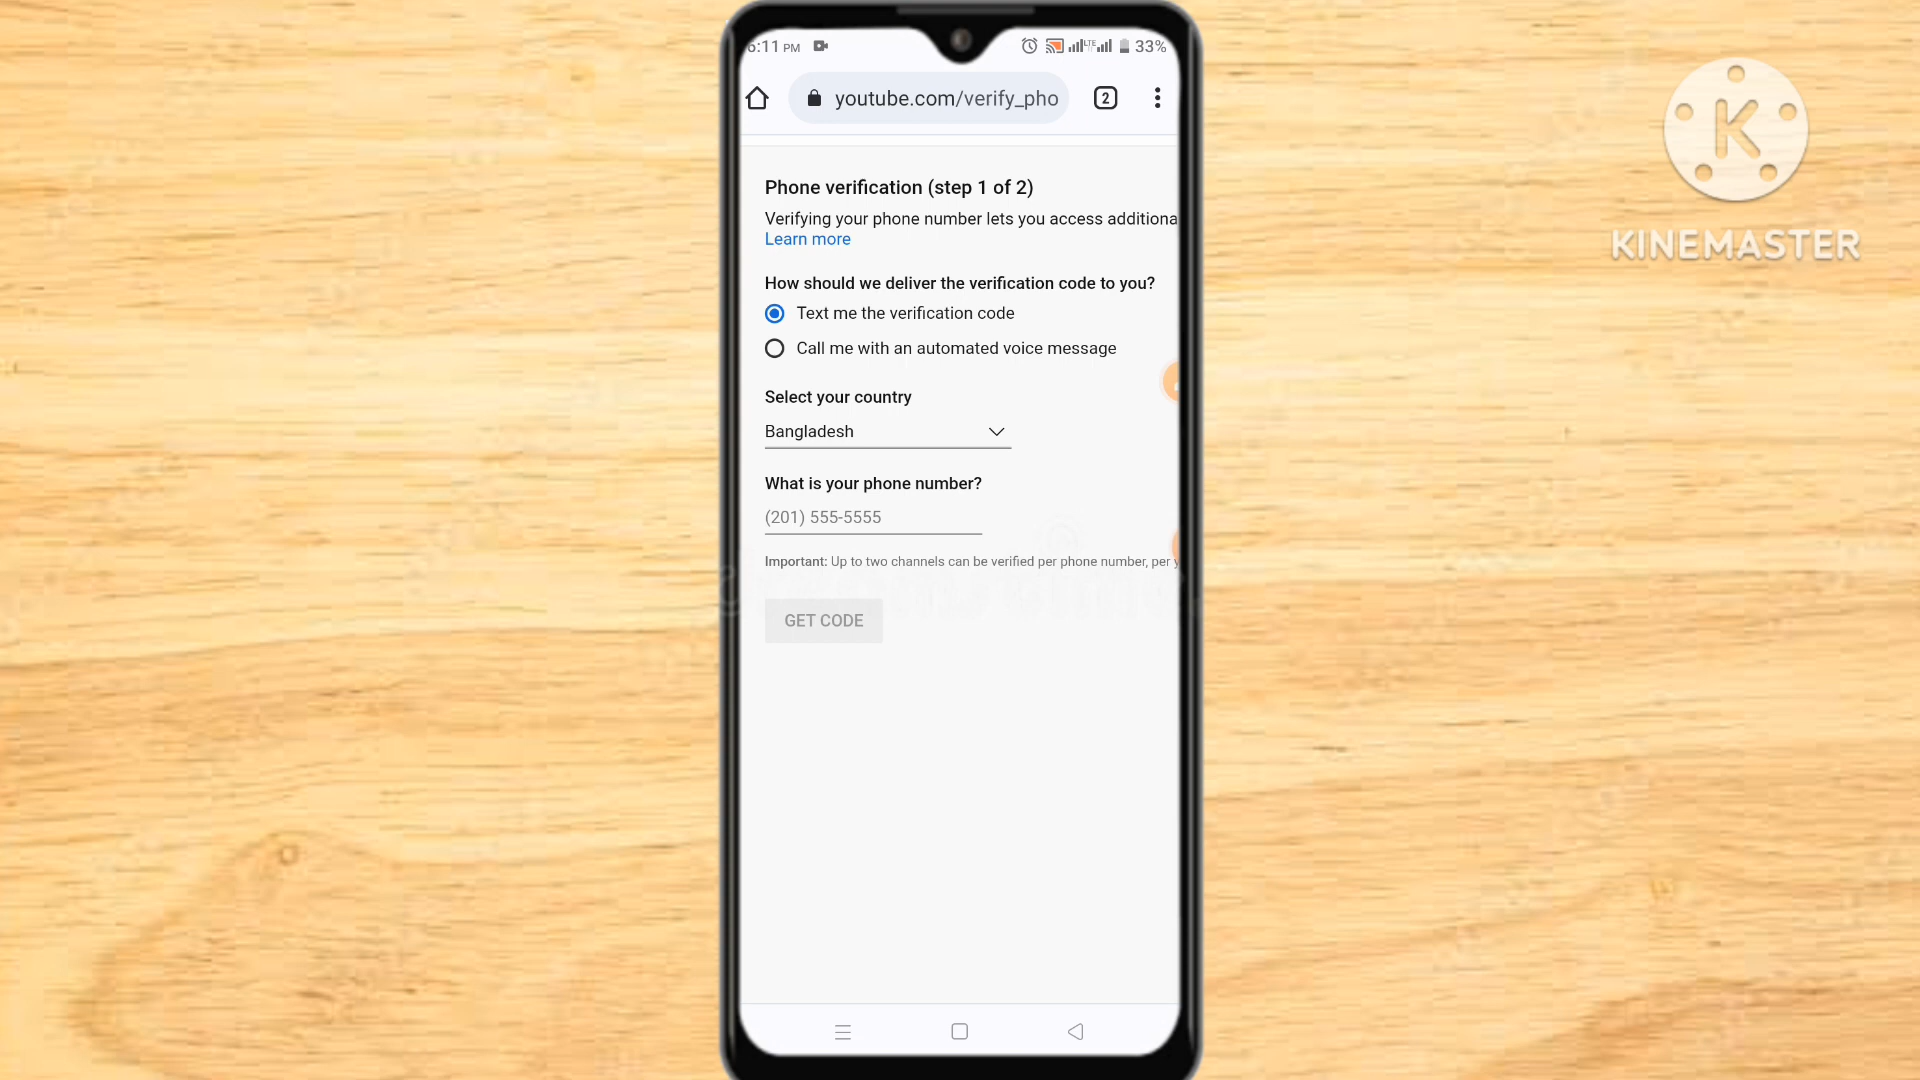 6:11 PM
LTE
33%
youtube.com/verify_pho
2
Phone verification (step 1 of 2)
Verifying your phone number lets you access additiona
Learn more
How should we deliver the verification code to you?
Text me the verification code
Call me with an automated voice message
Select your country
Bangladesh
What is your phone number?
(201) 555-5555
Important: Up to two channels can be verified per phone number, per y
GET CODE
K
KINEMASTER